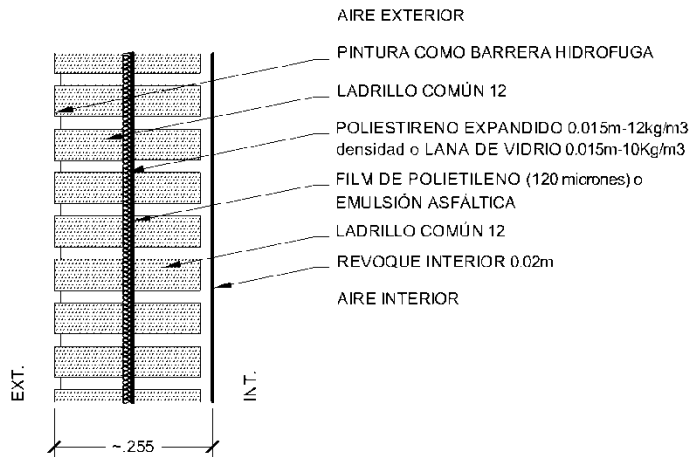 AIRE EXTERIOR
PINTURA COMO BARRERA HIDROFUGA
LADRILLO COMÚN 12
POLIESTIRENO EXPANDIDO 0.015m-12kg/m3
densidad o LANA DE VIDRIO 0.015m-10Kg/m3
FILM DE POLIETILENO (120 micrones) o
EMULSIÓN ASFÁLTICA
LADRILLO COMÚN 12
REVOQUE INTERIOR 0.02m
AIRE INTERIOR
EXT.
INT.
~.255